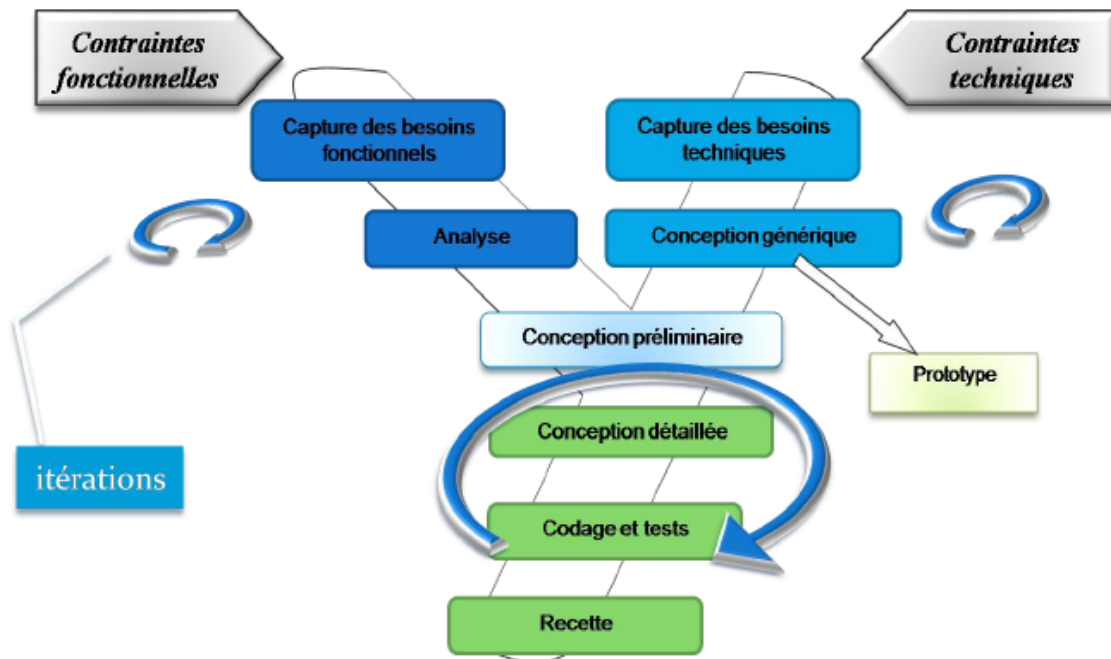 Contraintes
fonctionnelles
Contraintes
techniques
Capture des besoins
fonctionnels
Capture des besoins
techniques
Analyse
Conception générique
Conception préliminaire
Prototype
Conception détaillée
itérations
Codage et tests
Recette